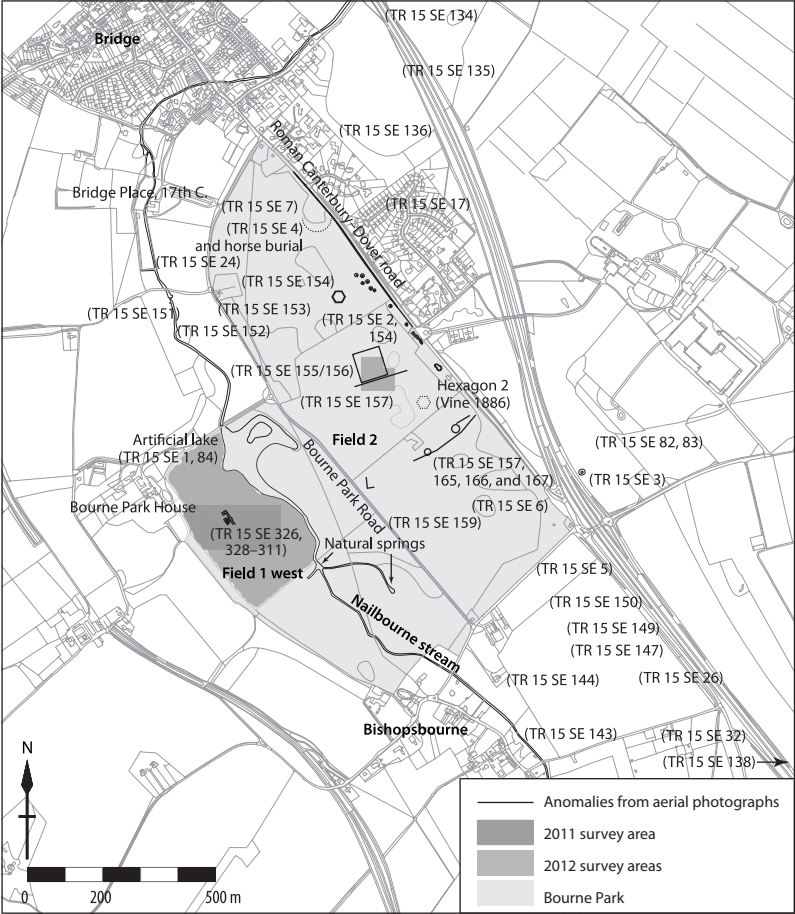 (TR 15 SE 134)
Bridge
(TR 15 SE 135)
(TR 15 SE 136)
Roman Canterbury–Dover road
Bridge Place, 17th C.
(TR 15 SE 7)
(TR 15 SE 17)
(TR 15 SE 4)
and horse burial
(TR 15 SE 24)
(TR 15 SE 154)
(TR 15 SE 153)
(TR 15 SE 151)
(TR 15 SE 152)
(TR 15 SE 2,
154)
(TR 15 SE 155/156)
(TR 15 SE 157)
Hexagon 2
(Vine 1886)
Field 2
Artificial lake
(TR 15 SE 1, 84)
Bourne Park Road
(TR 15 SE 82, 83)
(TR 15 SE 157,
165, 166, and 167)
(TR 15 SE 3)
Bourne Park House
(TR 15 SE 6)
(TR 15 SE 159)
(TR 15 SE 326,
328–311)
Natural springs
Field 1 west
(TR 15 SE 5)
Nailbourne stream
(TR 15 SE 150)
(TR 15 SE 149)
(TR 15 SE 147)
(TR 15 SE 144)
(TR 15 SE 26)
Bishopsbourne
(TR 15 SE 143)
(TR 15 SE 32)
(TR 15 SE 138)
N
0 200 500 m
Anomalies from aerial photographs
2011 survey area
2012 survey areas
Bourne Park